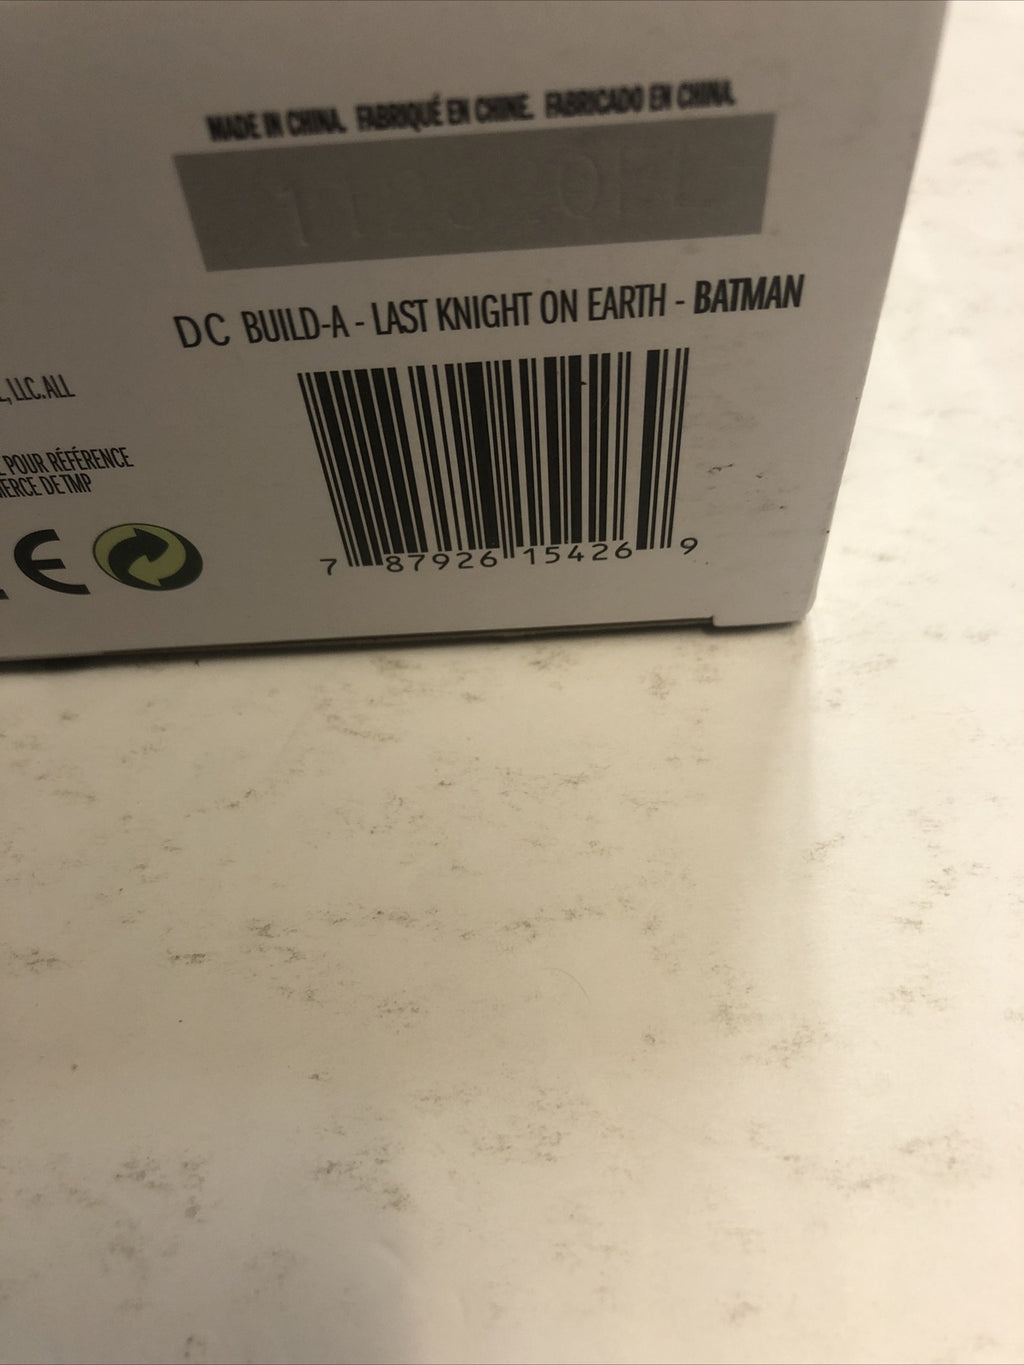 MADE IN CHINA. FABRIQUÉ EN CHINE. FABRICADO EN CHINA.
DC BUILD-A - LAST KNIGHT ON EARTH - BATMAN
, LLC. ALL
POUR RÉFÉRENCE
DE TMP
CE
7 87926 15426 9